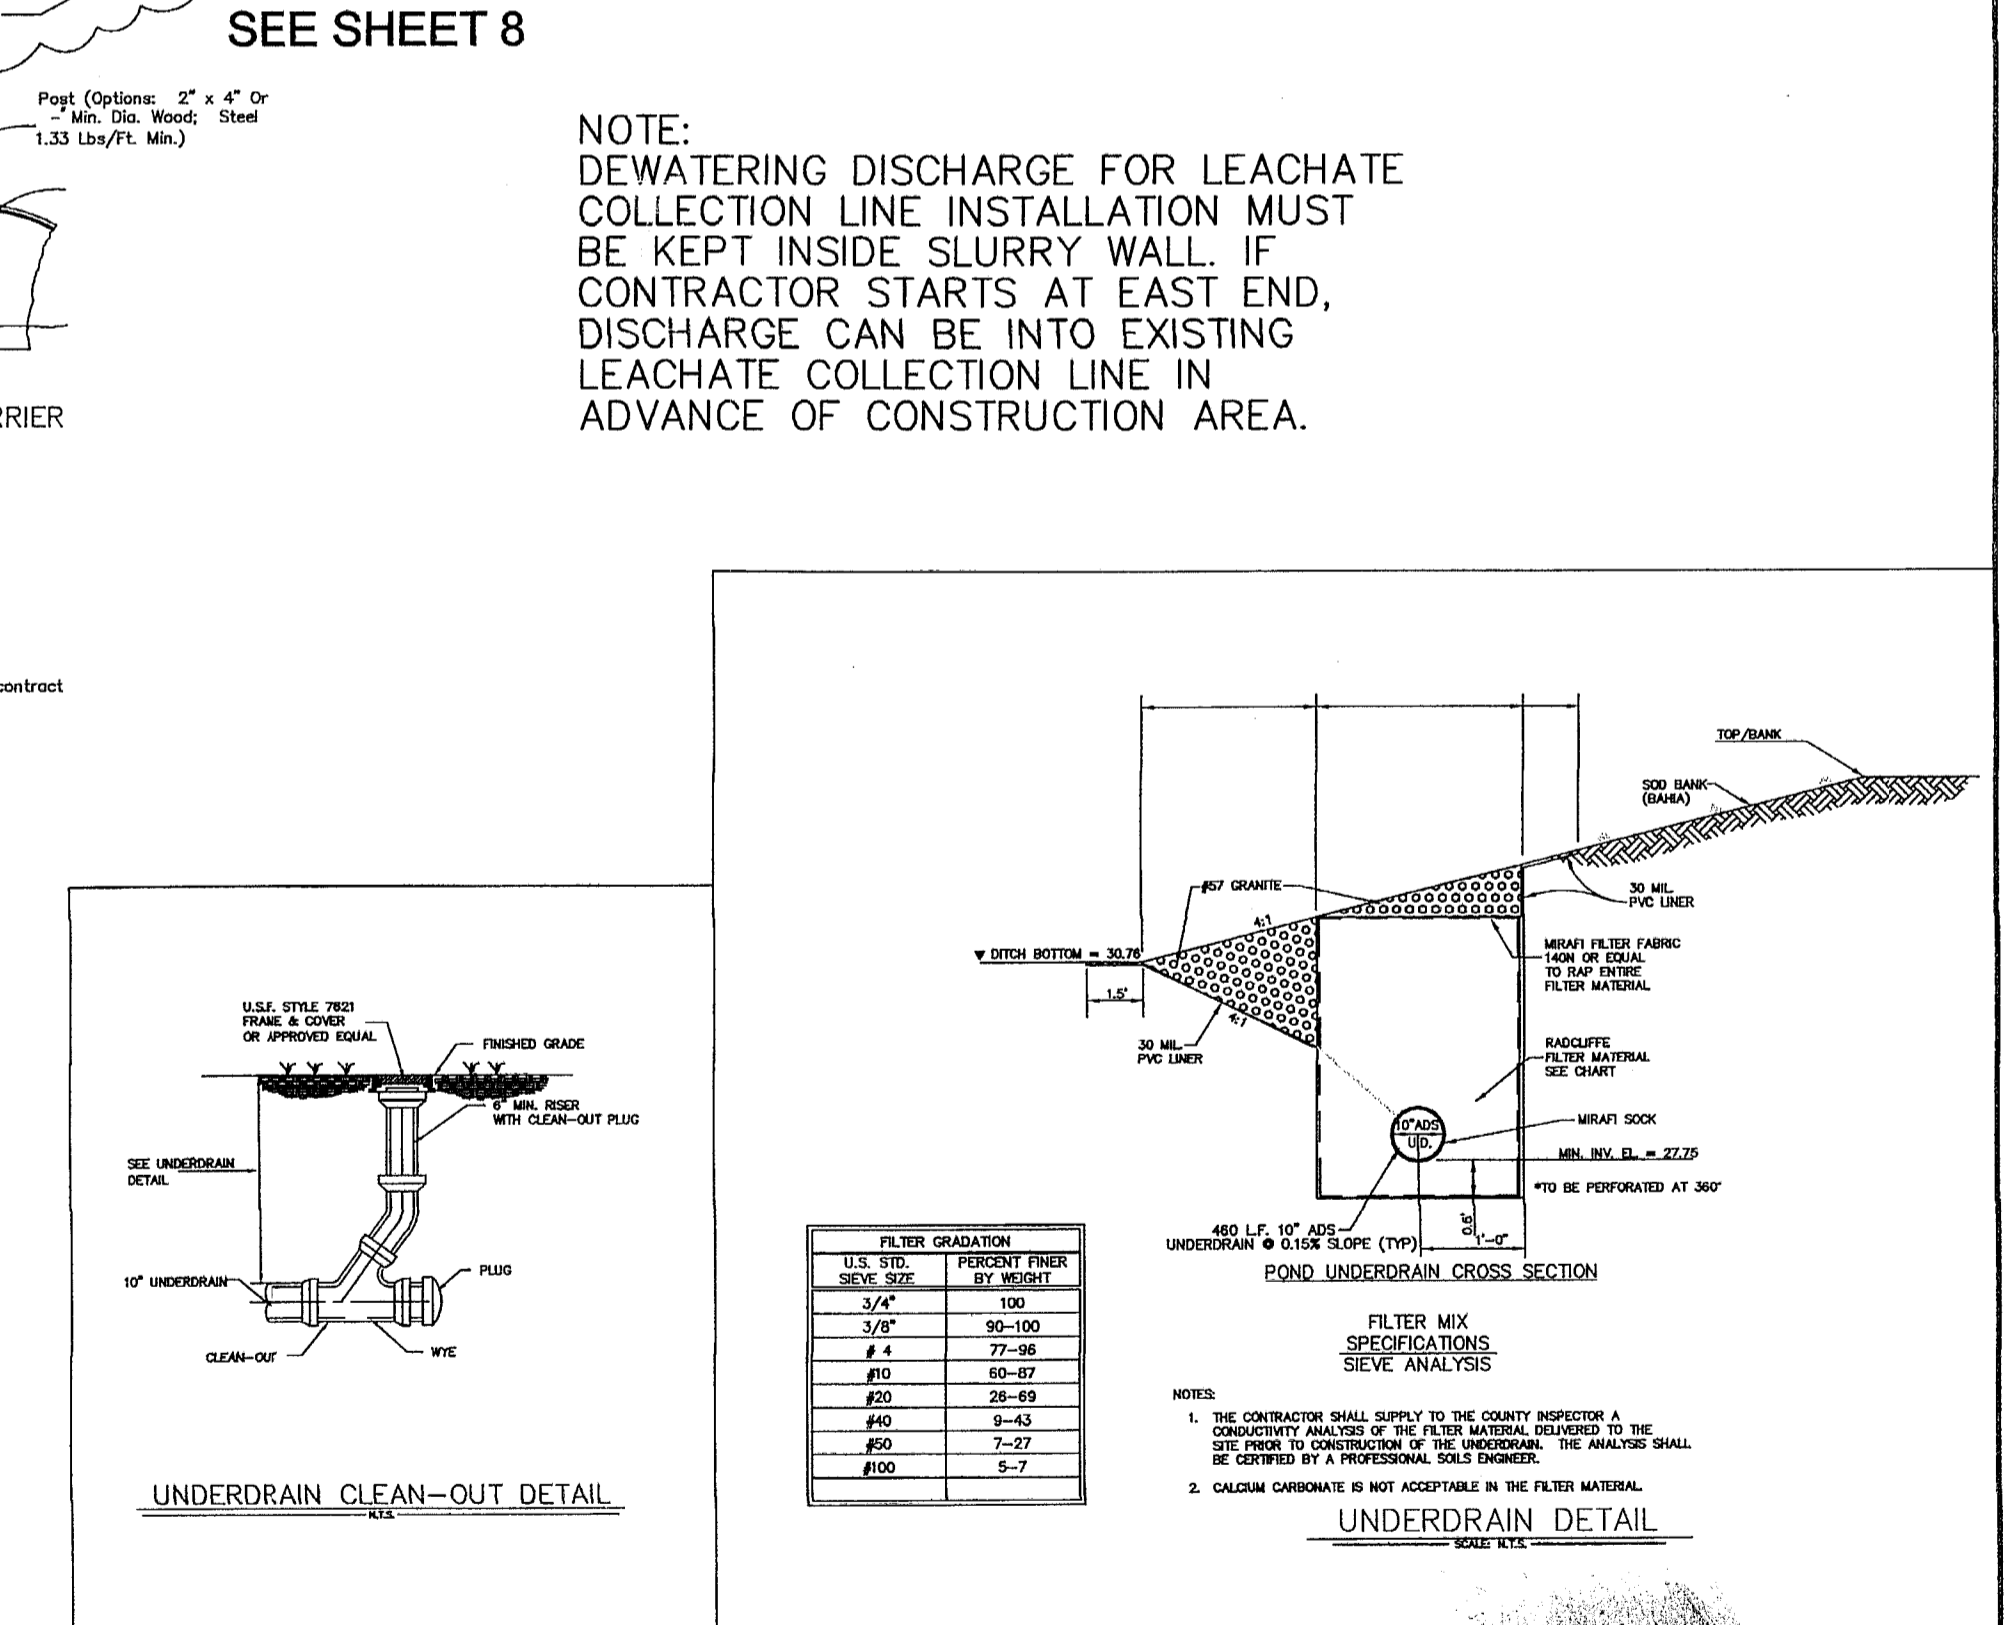 SEE SHEET 8
Post (Options: 2" x 4" Or
-" Min. Dia. Wood; Steel
1.33 Lbs/Ft. Min.)
NOTE:
DEWATERING DISCHARGE FOR LEACHATE
COLLECTION LINE INSTALLATION MUST
BE KEPT INSIDE SLURRY WALL. IF
CONTRACTOR STARTS AT EAST END,
DISCHARGE CAN BE INTO EXISTING
LEACHATE COLLECTION LINE IN
ADVANCE OF CONSTRUCTION AREA.
RRIER
contract
U.S.F. STYLE 7621
FRAME & COVER
OR APPROVED EQUAL
FINISHED GRADE
6" MIN. RISER
WITH CLEAN-OUT PLUG
SEE UNDERDRAIN
DETAIL
10" UNDERDRAIN
PLUG
CLEAN-OUT
WYE
UNDERDRAIN CLEAN-OUT DETAIL
N.T.S.
TOP/BANK
SOD BANK
(BAHIA)
#57 GRANITE
4:1
30 MIL
PVC LINER
DITCH BOTTOM = 30.76
1.5'
4:1
30 MIL
PVC LINER
MIRAFI FILTER FABRIC
140N OR EQUAL
TO RAP ENTIRE
FILTER MATERIAL
RADCLIFFE
FILTER MATERIAL
SEE CHART
10"ADS
U.D.
MIRAFI SOCK
MIN. INV. EL. = 27.75
*TO BE PERFORATED AT 360°
0.6'
1'-0"
460 L.F. 10" ADS
UNDERDRAIN @ 0.15% SLOPE (TYP)
POND UNDERDRAIN CROSS SECTION
FILTER GRADATION
U.S. STD. SIEVE SIZE PERCENT FINER BY WEIGHT
3/4" 100
3/8" 90-100
# 4 77-96
#10 60-87
#20 26-69
#40 9-43
#50 7-27
#100 5-7
FILTER MIX
SPECIFICATIONS
SIEVE ANALYSIS
NOTES:
1. THE CONTRACTOR SHALL SUPPLY TO THE COUNTY INSPECTOR A
CONDUCTIVITY ANALYSIS OF THE FILTER MATERIAL DELIVERED TO THE
SITE PRIOR TO CONSTRUCTION OF THE UNDERDRAIN. THE ANALYSIS SHALL
BE CERTIFIED BY A PROFESSIONAL SOILS ENGINEER.
2. CALCIUM CARBONATE IS NOT ACCEPTABLE IN THE FILTER MATERIAL
UNDERDRAIN DETAIL
SCALE: N.T.S.